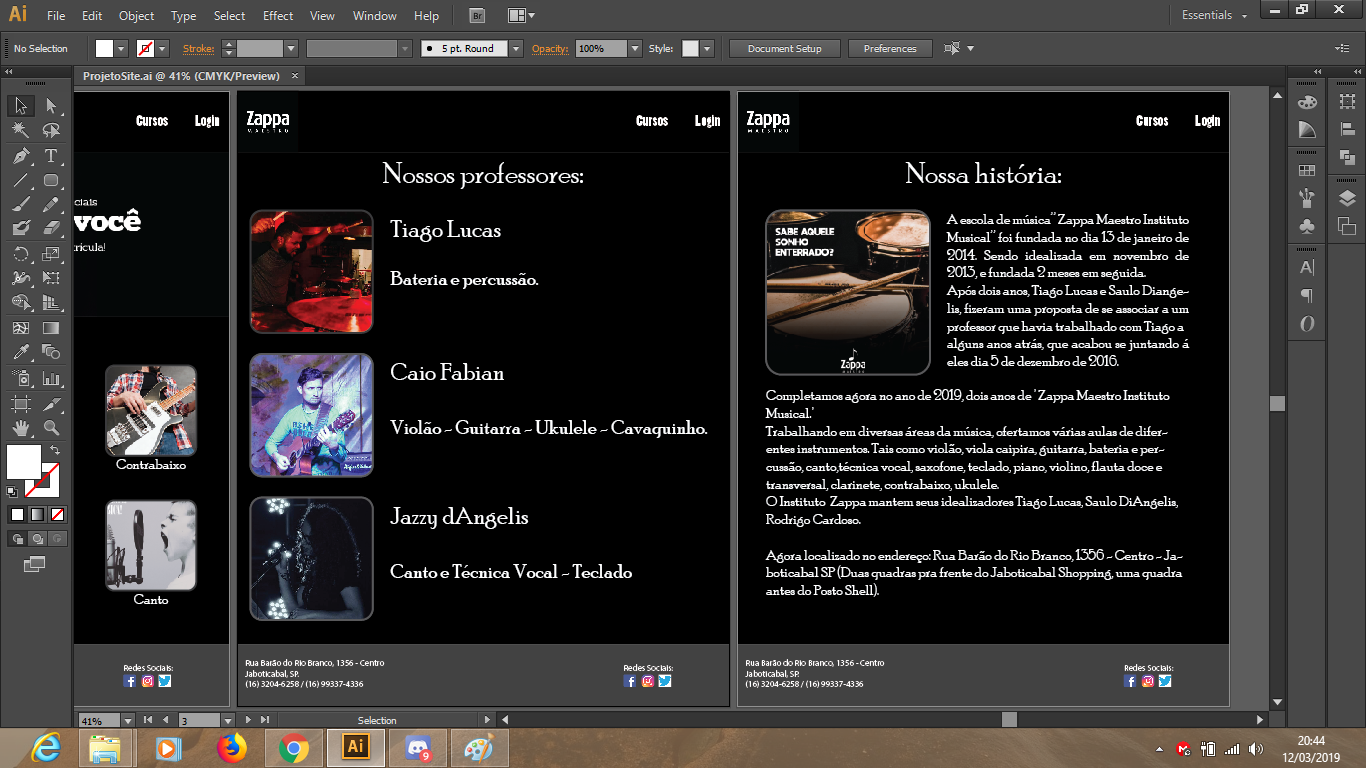 Ai File Edit Object Type Select Effect View Window Help Br Essentials
No Selection Stroke: 5 pt. Round Opacity: 100% Style: Document Setup Preferences
ProjetoSite.ai @ 41% (CMYK/Preview) ×
Cursos Login
ciais
você
trícula!
Contrabaixo
Canto
Redes Sociais:
Zappa
MAESTRO
Cursos Login
Nossos professores:
Tiago Lucas
Bateria e percussão.
Caio Fabian
Violão - Guitarra - Ukulele - Cavaquinho.
Jazzy dAngelis
Canto e Técnica Vocal - Teclado
Rua Barão do Rio Branco, 1356 - Centro
Jaboticabal, SP.
(16) 3204-6258 / (16) 99337-4336
Redes Sociais:
Zappa
MAESTRO
Cursos Login
Nossa história:
SABE AQUELE
SONHO
ENTERRADO?
Zappa
MAESTRO
A escola de música" Zappa Maestro Instituto
Musical" foi fundada no dia 13 de janeiro de
2014. Sendo idealizada em novembro de
2013, e fundada 2 meses em seguida.
Após dois anos, Tiago Lucas e Saulo Diange-
lis, fizeram uma proposta de se associar a um
professor que havia trabalhado com Tiago a
alguns anos atrás, que acabou se juntando á
eles dia 5 de dezembro de 2016.
Completamos agora no ano de 2019, dois anos de ' Zappa Maestro Instituto
Musical.'
Trabalhando em diversas áreas da música, ofertamos várias aulas de difer-
entes instrumentos. Tais como violão, viola caipira, guitarra, bateria e per-
cussão, canto,técnica vocal, saxofone, teclado, piano, violino, flauta doce e
transversal, clarinete, contrabaixo, ukulele.
O Instituto Zappa mantem seus idealizadores Tiago Lucas, Saulo DiAngelis,
Rodrigo Cardoso.
Agora localizado no endereço: Rua Barão do Rio Branco, 1356 - Centro - Ja-
boticabal SP (Duas quadras pra frente do Jaboticabal Shopping, uma quadra
antes do Posto Shell).
Rua Barão do Rio Branco, 1356 - Centro
Jaboticabal, SP.
(16) 3204-6258 / (16) 99337-4336
Redes Sociais:
41% 3 Selection
Ai 9
20:44
12/03/2019